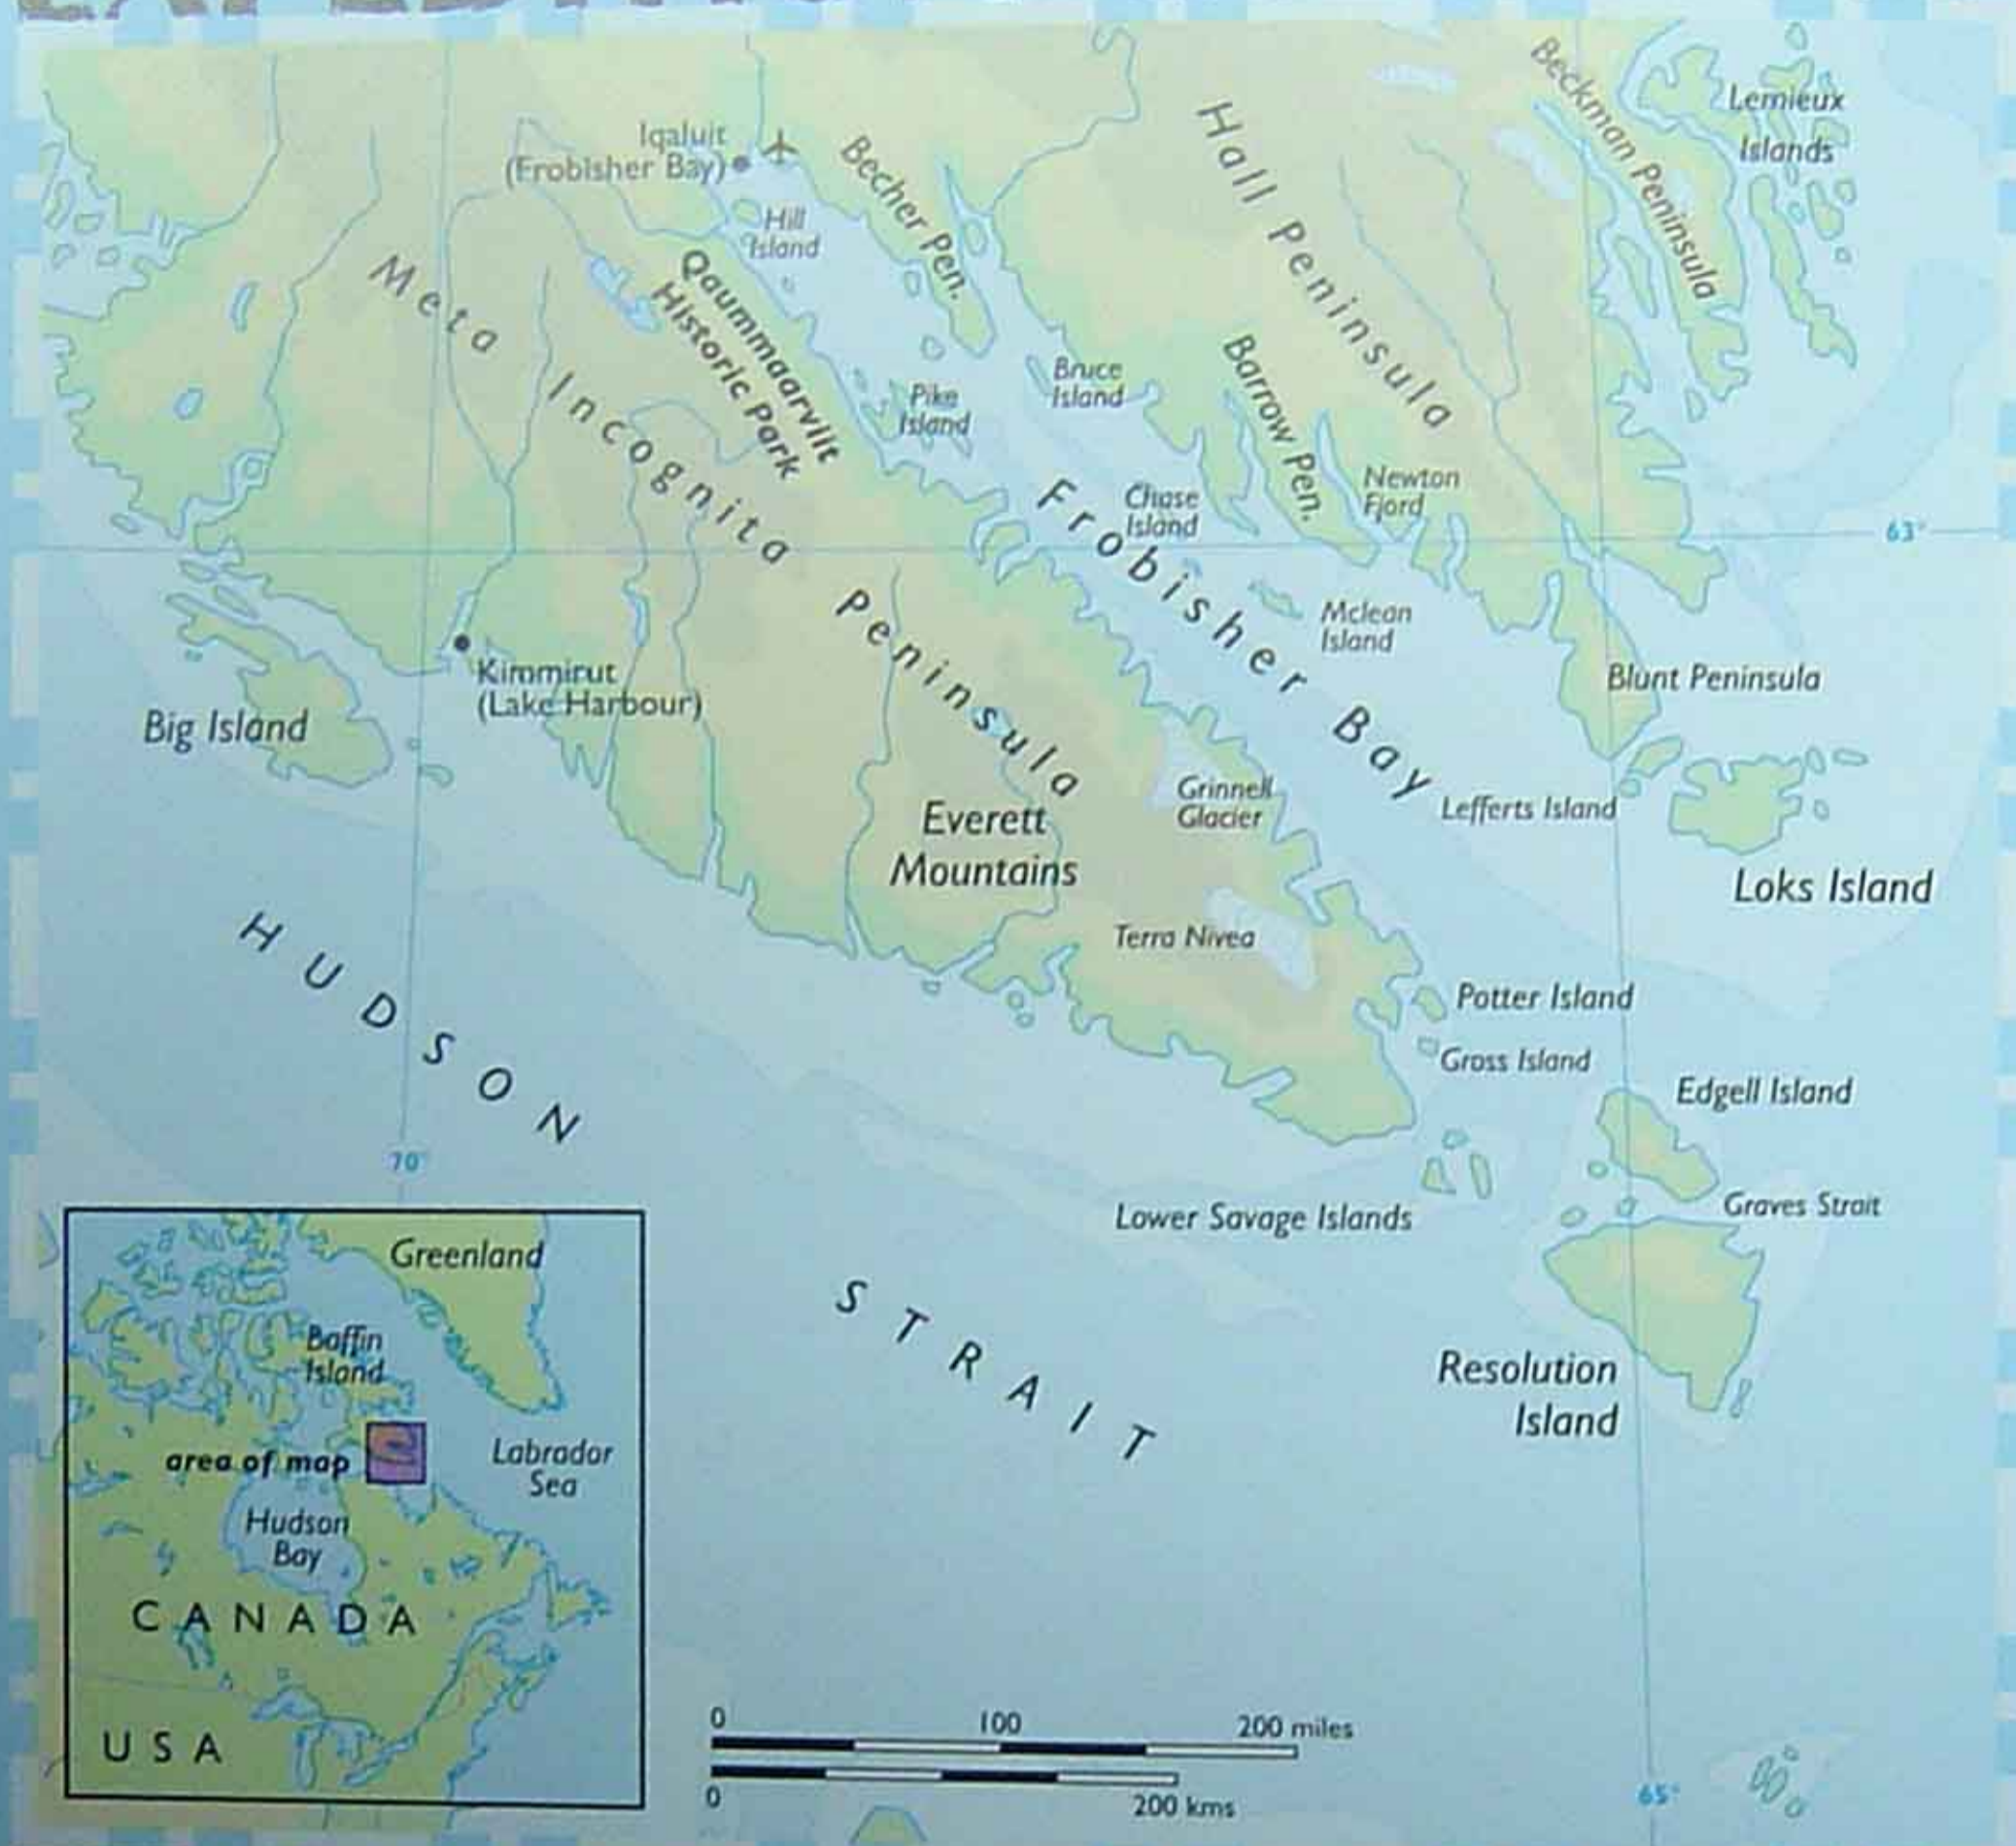 Beckman Peninsula
Lemieux
Islands
Hall Peninsula
Iqaluit
(Frobisher Bay)
Becher Pen.
Hill
Island
Meta Incognita Peninsula
Qaummaarviit
Historic Park
Bruce
Island
Pike
Island
Barrow Pen.
Newton
Fjord
Chase
Island
Frobisher Bay
63°
Mclean
Island
Kimmirut
(Lake Harbour)
Blunt Peninsula
Big Island
Grinnell
Glacier
Lefferts Island
Everett
Mountains
Loks Island
Terra Nivea
HUDSON
Potter Island
Gross Island
Edgell Island
70°
Graves Strait
Lower Savage Islands
STRAIT
Resolution
Island
Greenland
Baffin
Island
area of map
Labrador
Sea
Hudson
Bay
CANADA
USA
0 100 200 miles
0 200 kms
65°